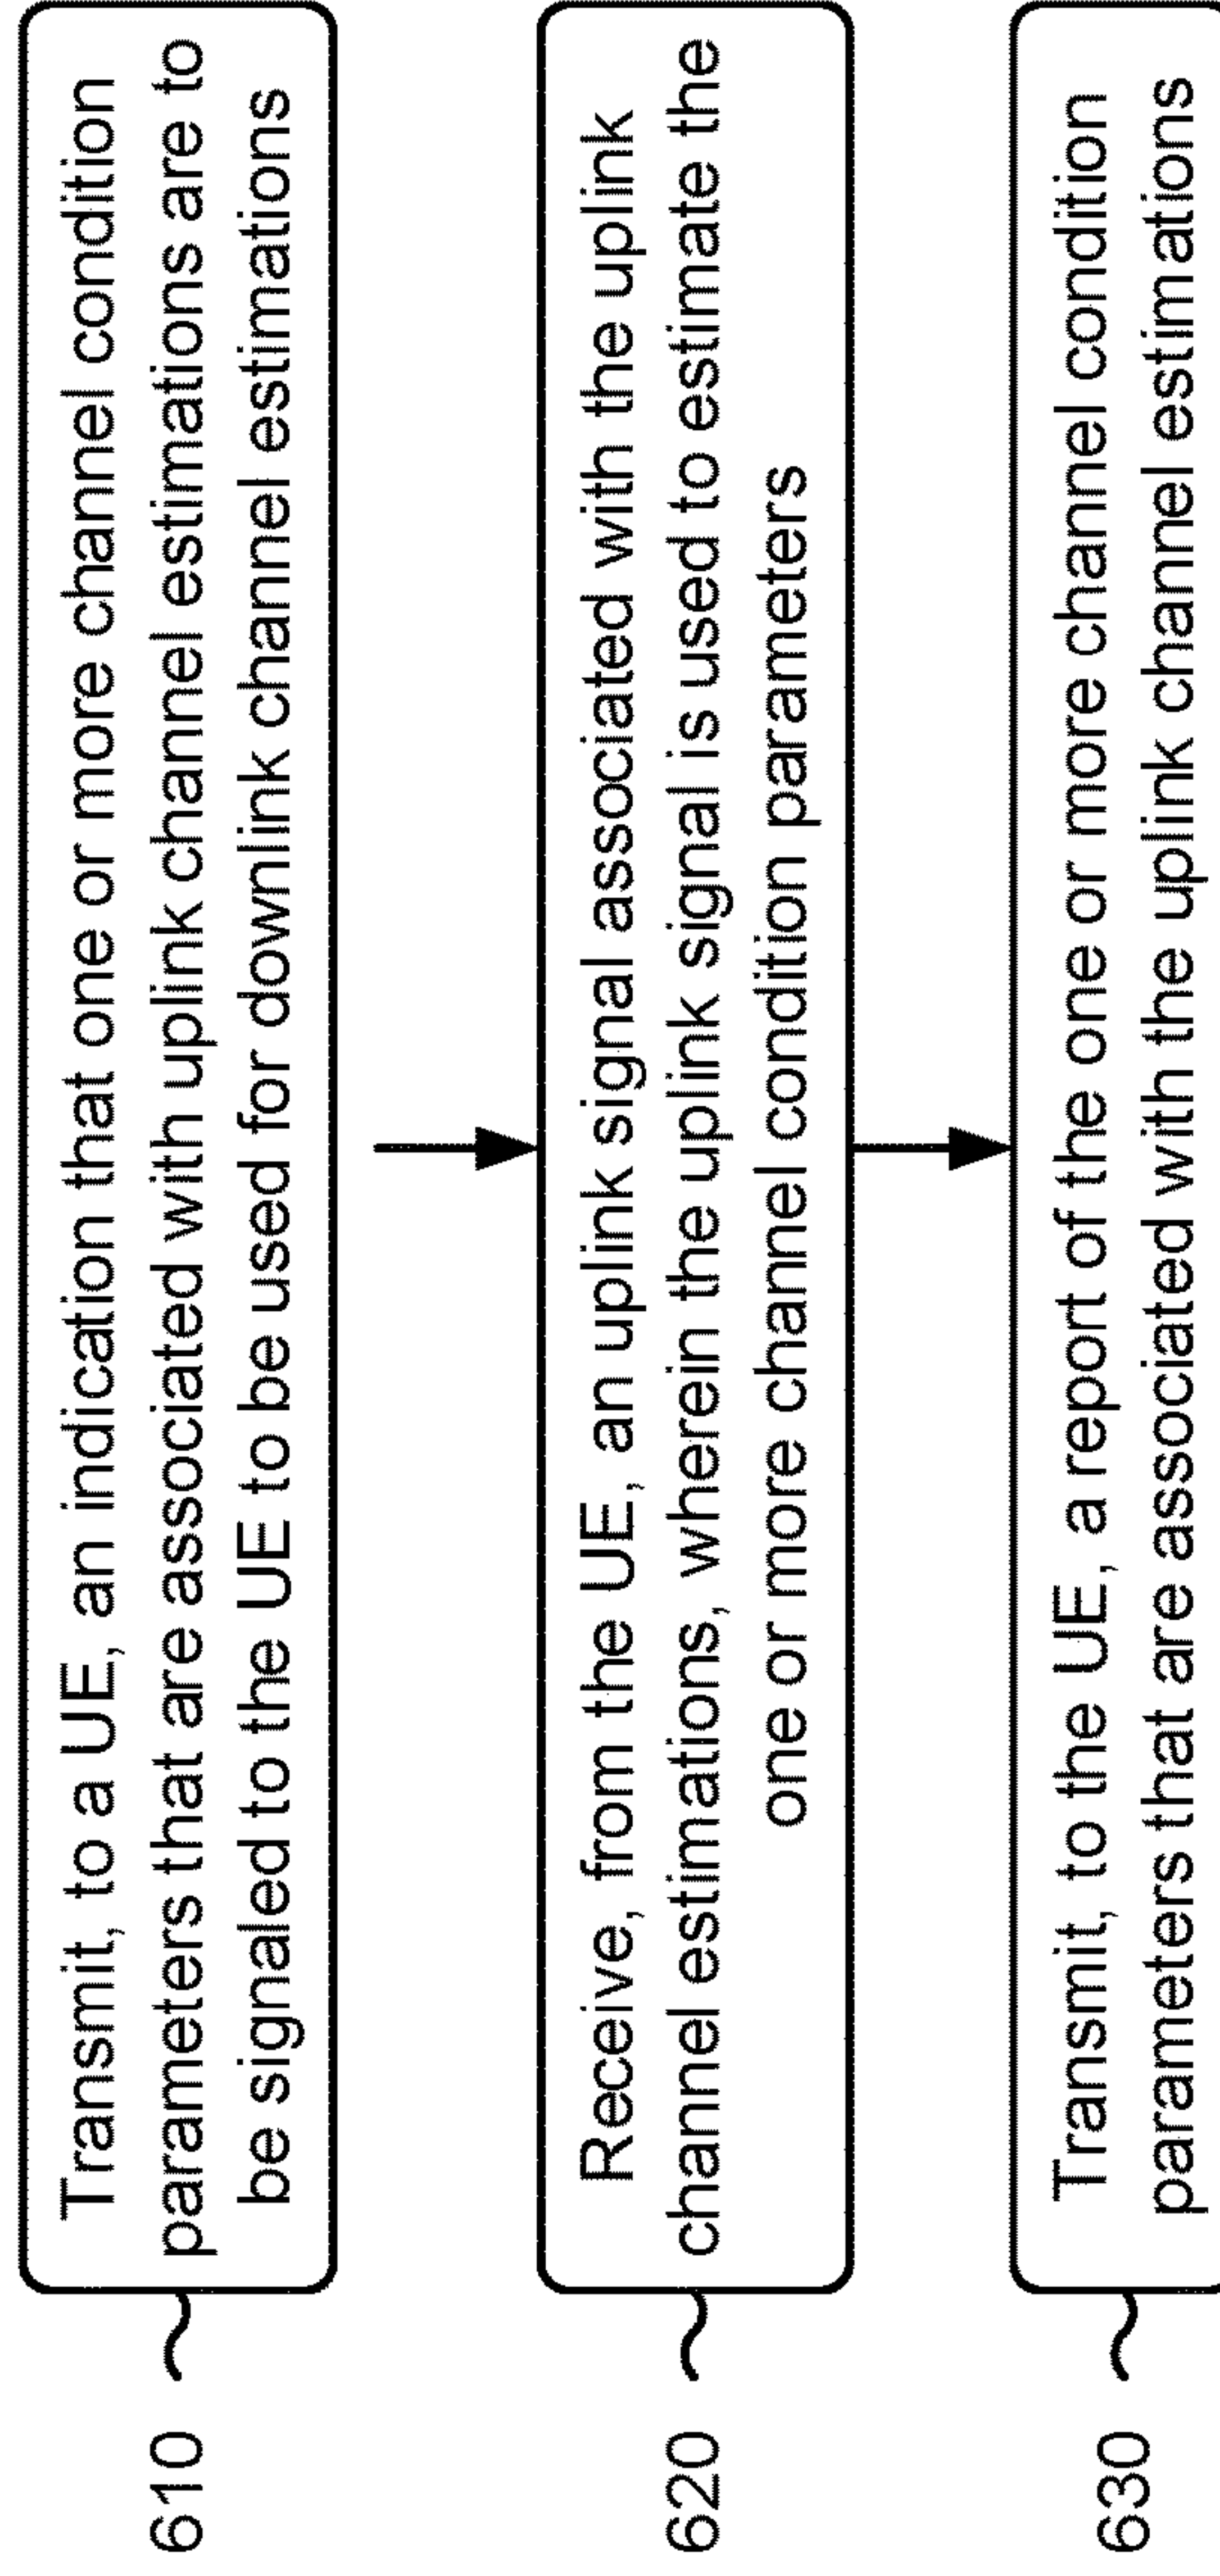 610
Transmit, to a UE, an indication that one or more channel condition
parameters that are associated with uplink channel estimations are to
be signaled to the UE to be used for downlink channel estimations
620
Receive, from the UE, an uplink signal associated with the uplink
channel estimations, wherein the uplink signal is used to estimate the
one or more channel condition parameters
630
Transmit, to the UE, a report of the one or more channel condition
parameters that are associated with the uplink channel estimations